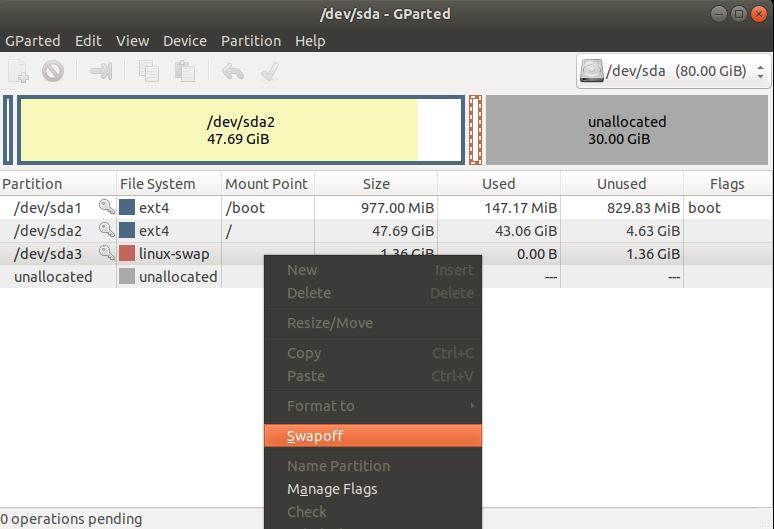 /dev/sda - GParted
GParted Edit View Device Partition Help
/dev/sda (80.00 GiB)
/dev/sda2
47.69 GiB
unallocated
30.00 GiB
Partition File System Mount Point Size Used Unused Flags
/dev/sda1 ext4 /boot 977.00 MiB 147.17 MiB 829.83 MiB boot
/dev/sda2 ext4 / 47.69 GiB 43.06 GiB 4.63 GiB
/dev/sda3 linux-swap 1.36 GiB 0.00 B 1.36 GiB
unallocated unallocated --- ---
New Insert
Delete Delete
Resize/Move
Copy Ctrl+C
Paste Ctrl+V
Format to
Swapoff
Name Partition
Manage Flags
Check
0 operations pending